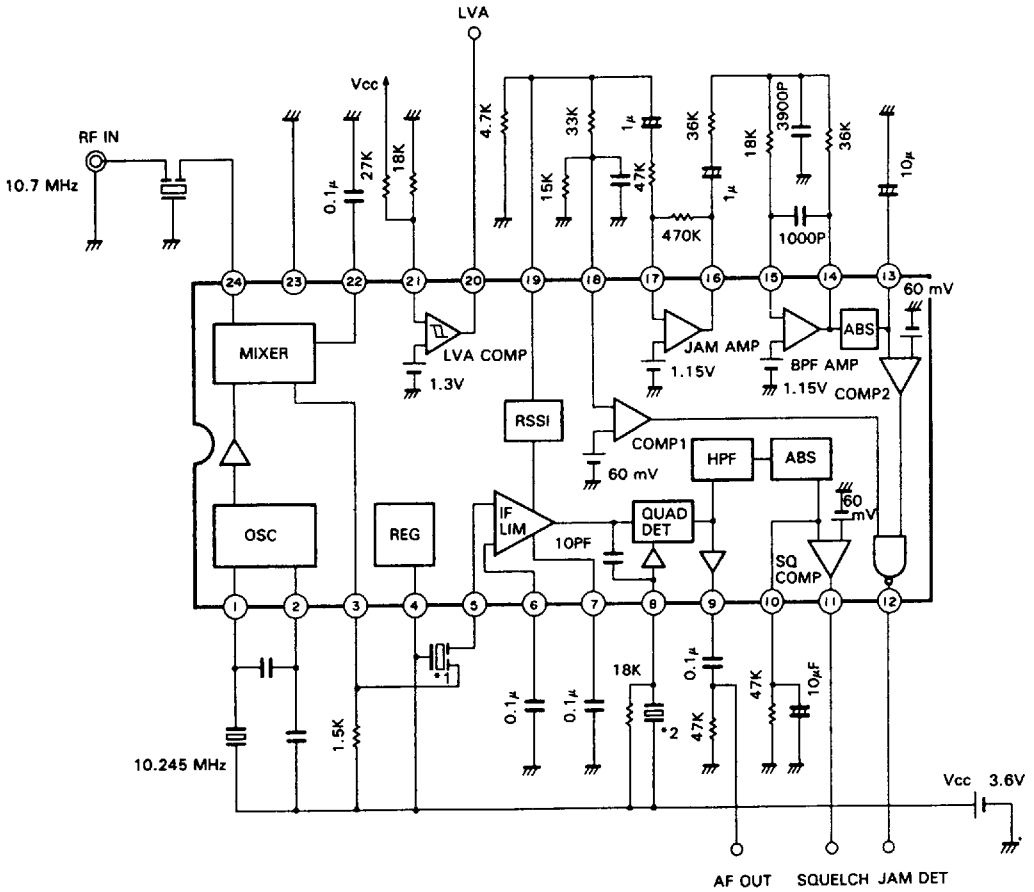 LVA
Vcc
RF IN
10.7 MHz
0.1μ
27K
18K
4.7K
33K
15K
1μ
47K
470K
36K
1μ
18K
3900P
36K
1000P
10μ
24
23
22
21
20
19
18
17
16
15
14
13
60 mV
MIXER
LVA COMP
1.3V
JAM AMP
1.15V
BPF AMP
1.15V
ABS
COMP2
RSSI
COMP1
60 mV
HPF
ABS
60 mV
OSC
REG
IF LIM
10PF
QUAD DET
SQ COMP
1
2
3
4
5
6
7
8
9
10
11
12
*1
10.245 MHz
1.5K
0.1μ
0.1μ
18K
*2
0.1μ
47K
47K
10μF
Vcc 3.6V
AF OUT SQUELCH JAM DET